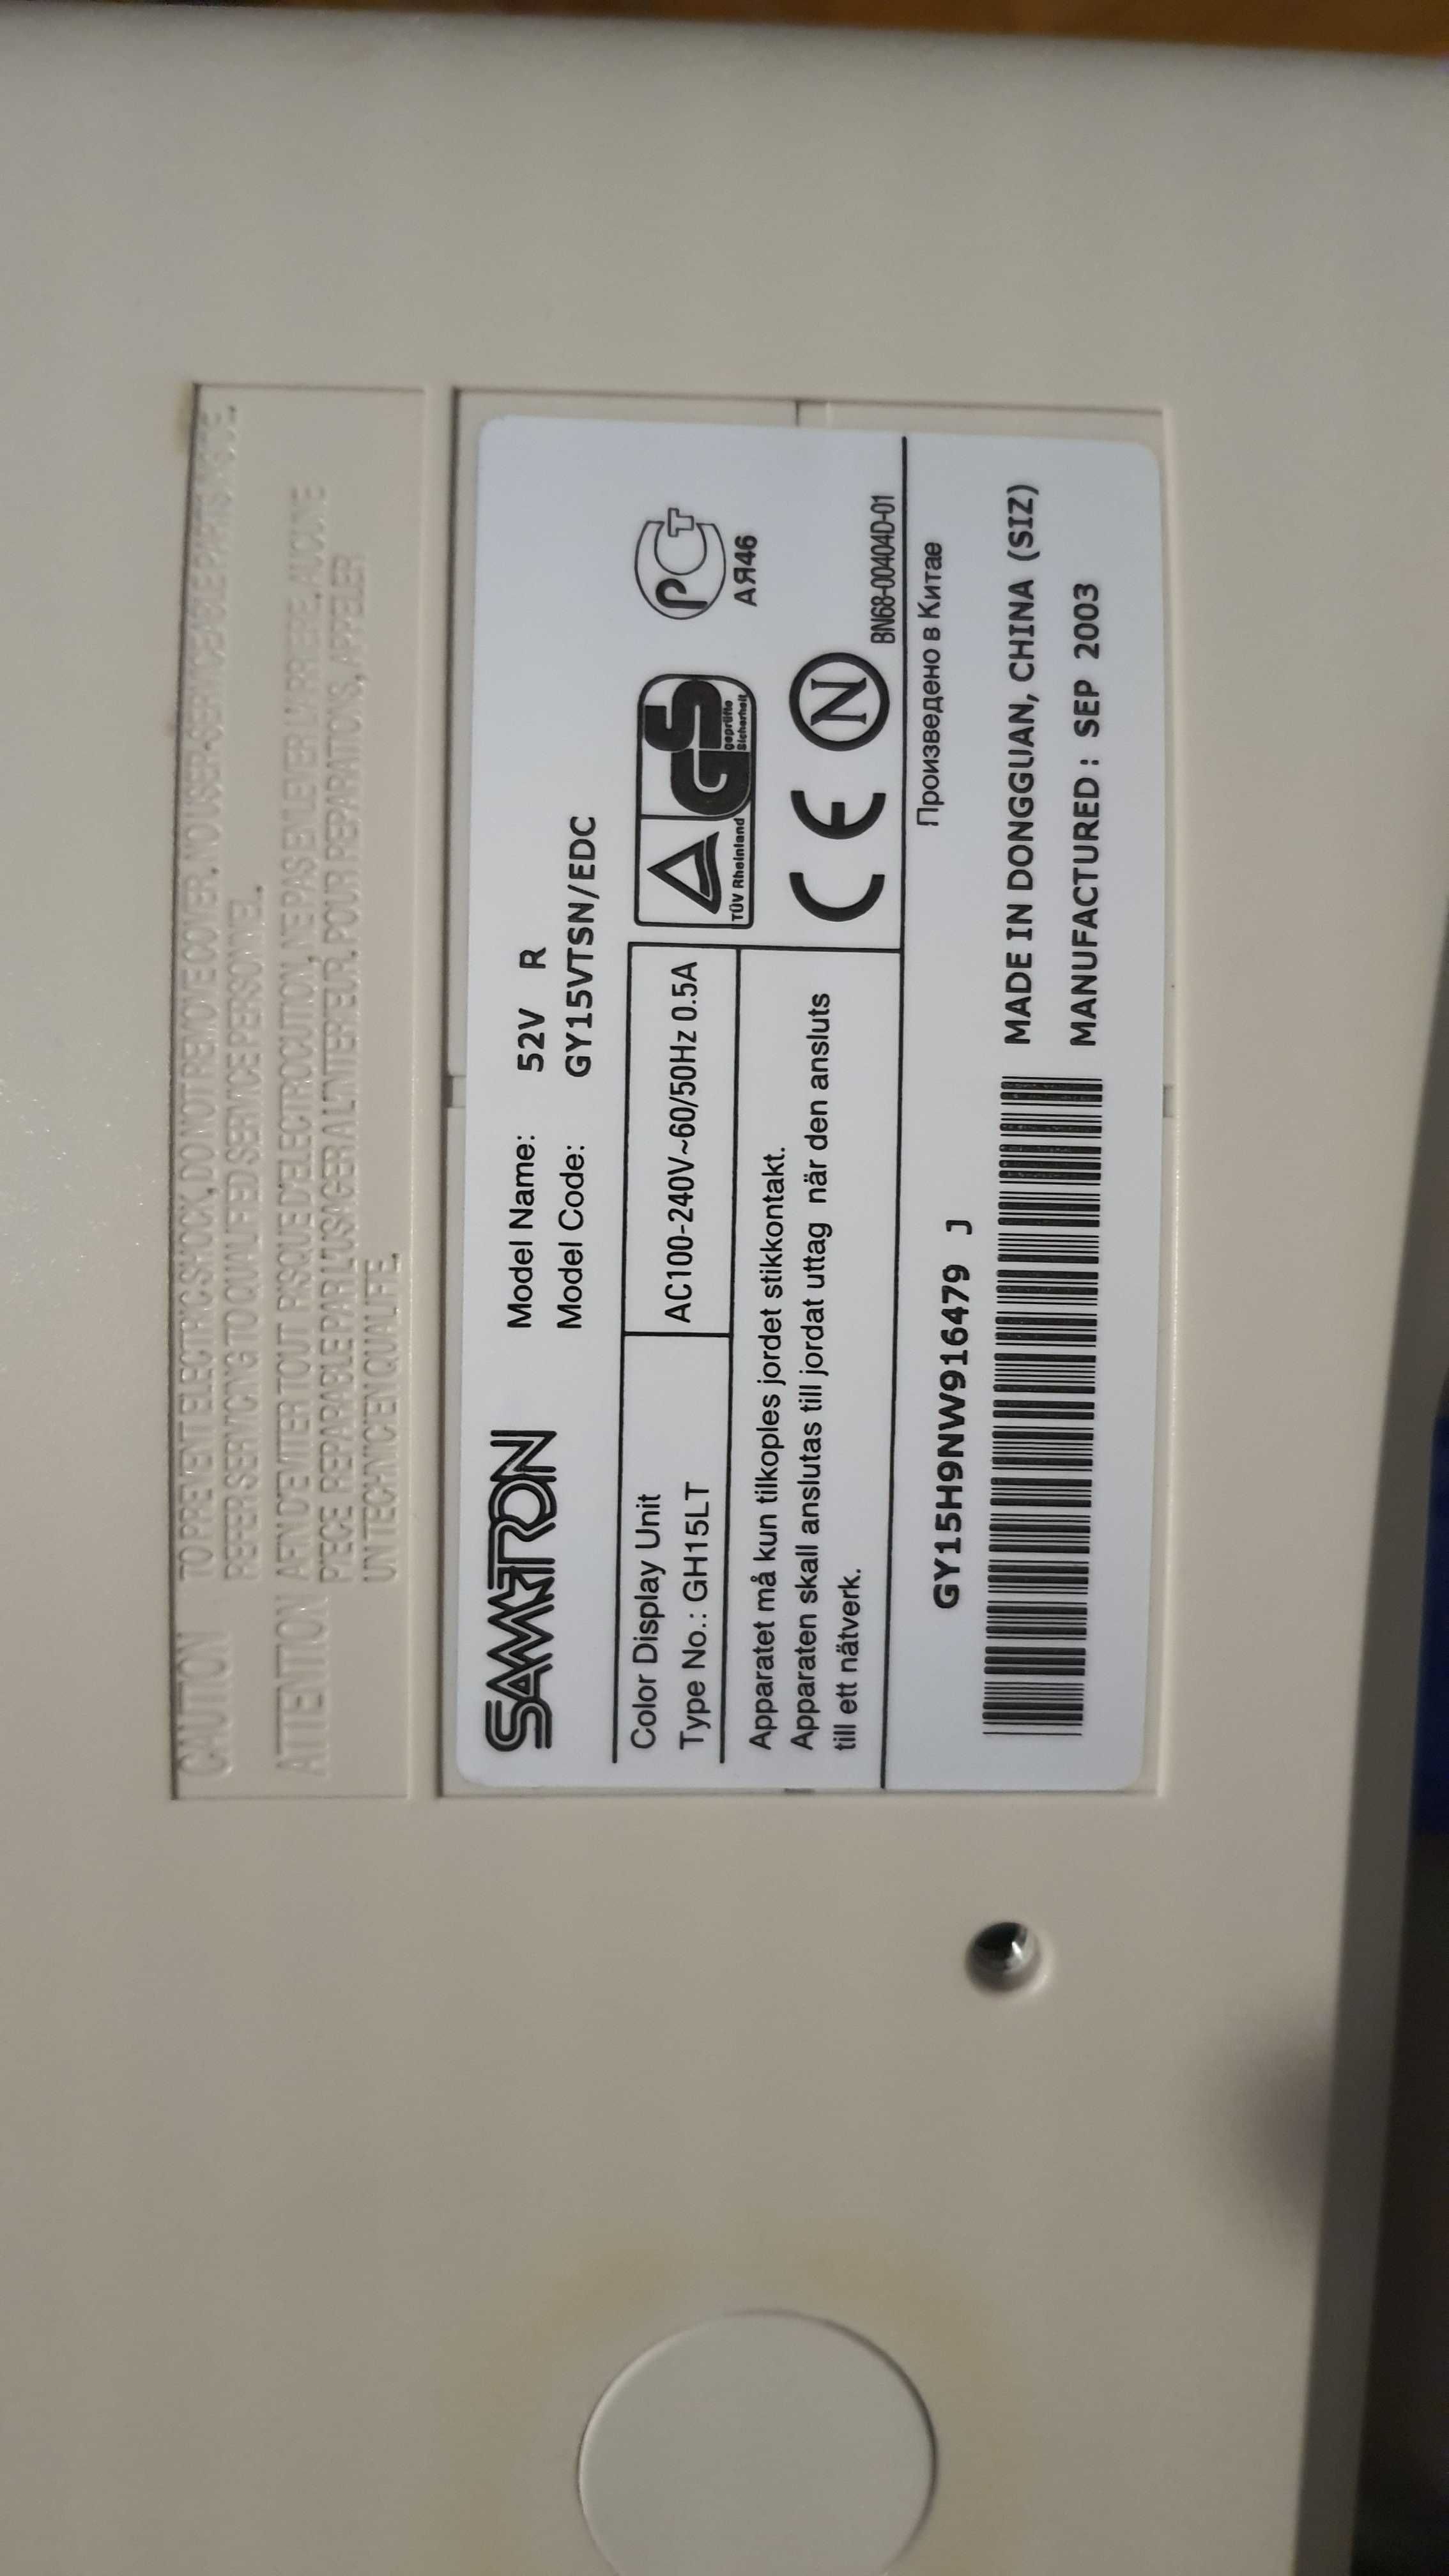 CAUTION TO PREVENT ELECTRIC SHOCK, DO NOT REMOVE COVER. NO USER-SERVICEABLE PARTS INSIDE.
REFER SERVICING TO QUALIFIED SERVICE PERSONNEL.
ATTENTION AFIN D'EVITER TOUT RISQUE D'ELECTROCUTION, NE PAS ENLEVER LA PREMIERE, AUCUNE
PIECE REPARABLE PAR L'USAGER A L'INTERIEUR. POUR REPARATIONS, APPELER
UN TECHNICIEN QUALIFIE.
SAMTRON
Model Name: 52V R
Model Code: GY15VTSN/EDC
Color Display Unit
Type No.: GH15LT
AC100-240V~60/50Hz 0.5A
TÜV Rheinland
GS
geprüfte
Sicherheit
PCT
АЯ46
Apparatet må kun tilkoples jordet stikkontakt.
Apparaten skall anslutas till jordat uttag när den ansluts
till ett nätverk.
CE N
BN68-00404D-01
Произведено в Китае
GY15H9NW916479 J
MADE IN DONGGUAN, CHINA (SIZ)
MANUFACTURED : SEP 2003